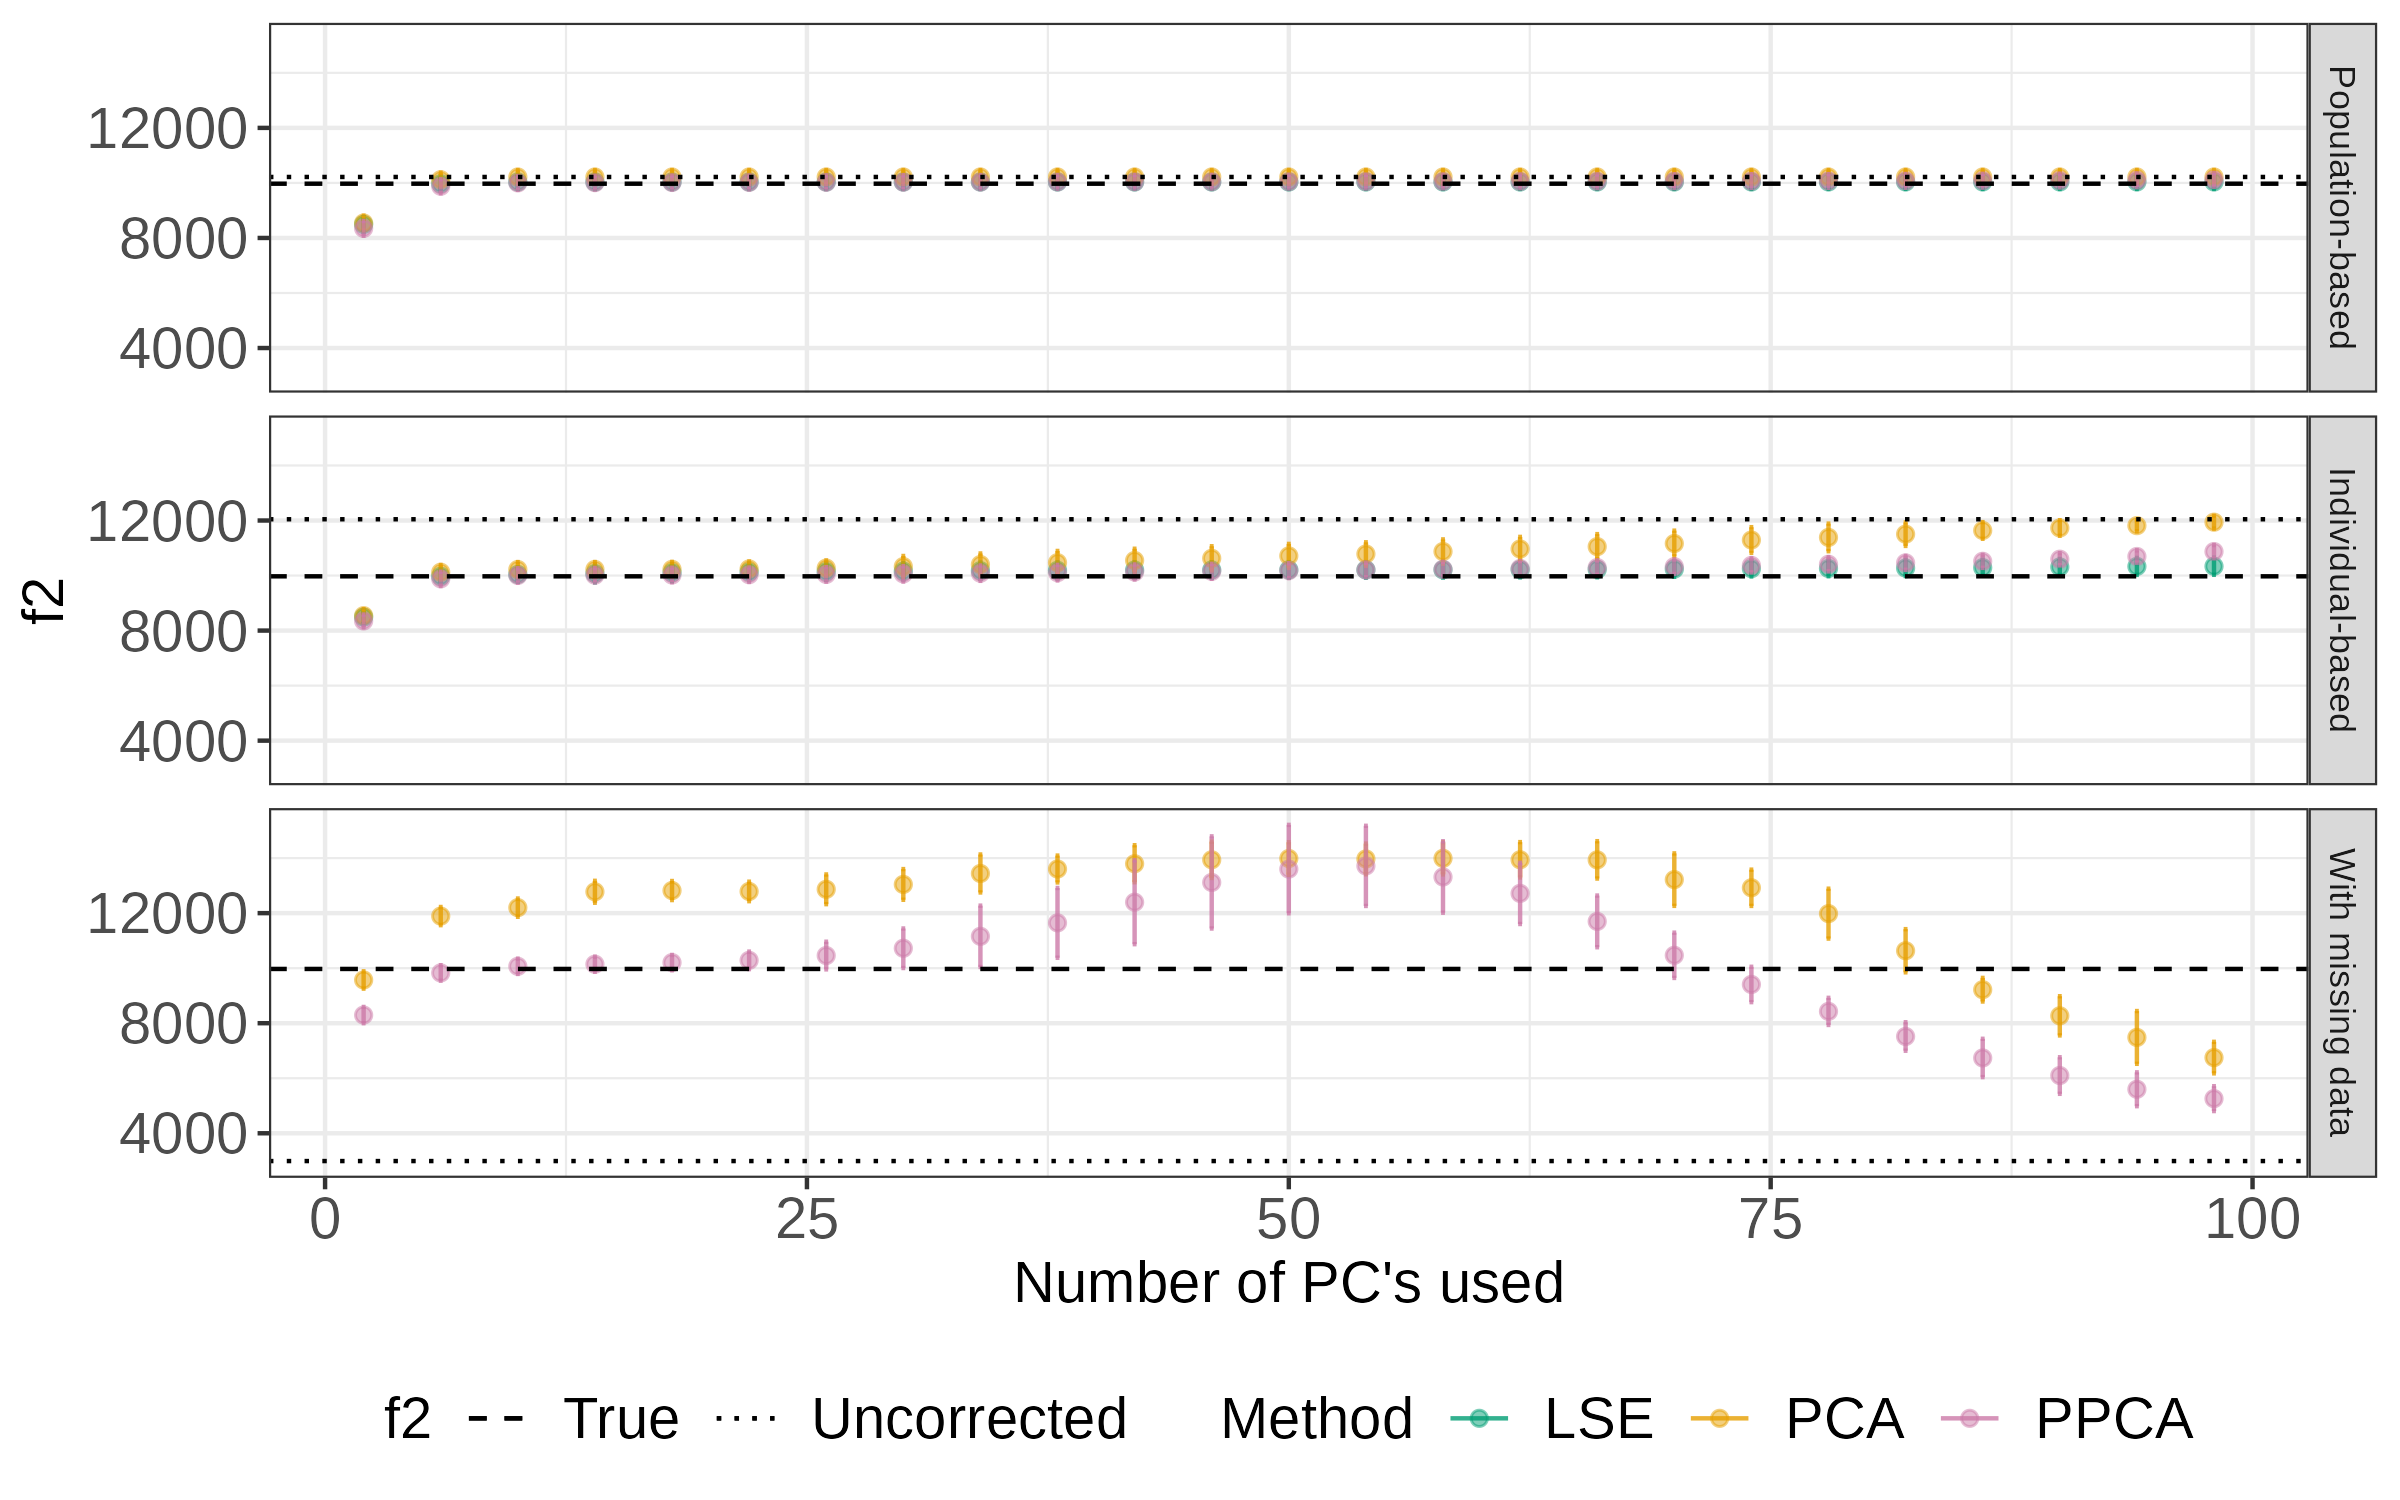 12000
8000
4000
Population-based
12000
8000
4000
Individual-based
f2
12000
8000
4000
With missing data
0 25 50 75 100
Number of PC's used
f2 True Uncorrected Method LSE PCA PPCA